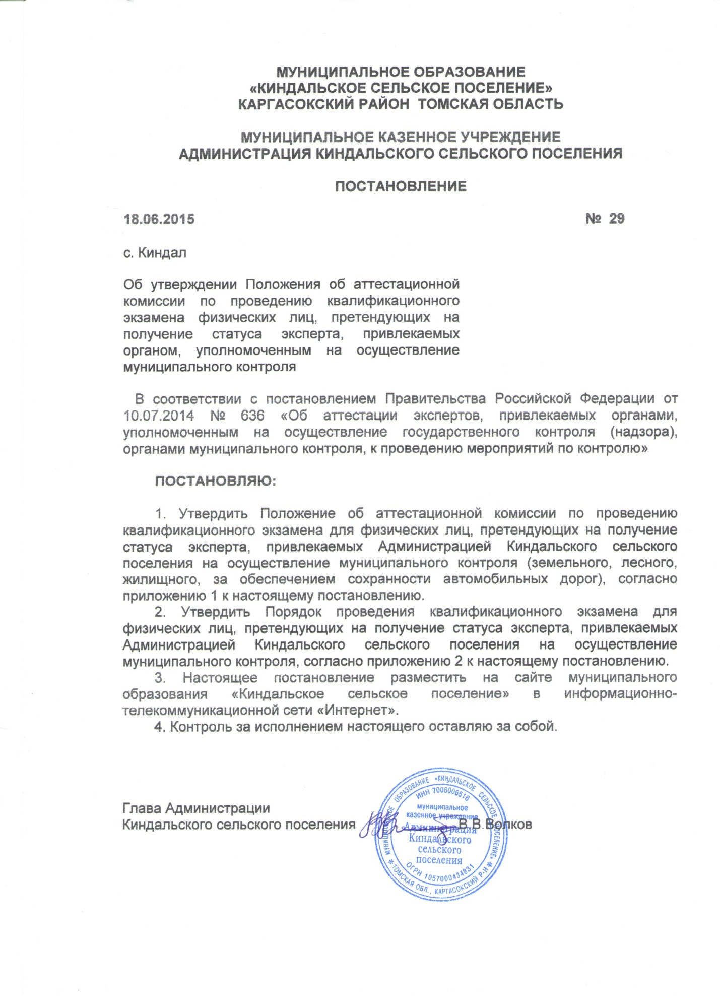 МУНИЦИПАЛЬНОЕ ОБРАЗОВАНИЕ
«КИНДАЛЬСКОЕ СЕЛЬСКОЕ ПОСЕЛЕНИЕ»
КАРГАСОКСКИЙ РАЙОН ТОМСКАЯ ОБЛАСТЬ
МУНИЦИПАЛЬНОЕ КАЗЕННОЕ УЧРЕЖДЕНИЕ
АДМИНИСТРАЦИЯ КИНДАЛЬСКОГО СЕЛЬСКОГО ПОСЕЛЕНИЯ
ПОСТАНОВЛЕНИЕ
18.06.2015 № 29
с. Киндал
Об утверждении Положения об аттестационной
комиссии по проведению квалификационного
экзамена физических лиц, претендующих на
получение статуса эксперта, привлекаемых
органом, уполномоченным на осуществление
муниципального контроля
В соответствии с постановлением Правительства Российской Федерации от
10.07.2014 № 636 «Об аттестации экспертов, привлекаемых органами,
уполномоченным на осуществление государственного контроля (надзора),
органами муниципального контроля, к проведению мероприятий по контролю»
ПОСТАНОВЛЯЮ:
1. Утвердить Положение об аттестационной комиссии по проведению
квалификационного экзамена для физических лиц, претендующих на получение
статуса эксперта, привлекаемых Администрацией Киндальского сельского
поселения на осуществление муниципального контроля (земельного, лесного,
жилищного, за обеспечением сохранности автомобильных дорог), согласно
приложению 1 к настоящему постановлению.
2. Утвердить Порядок проведения квалификационного экзамена для
физических лиц, претендующих на получение статуса эксперта, привлекаемых
Администрацией Киндальского сельского поселения на осуществление
муниципального контроля, согласно приложению 2 к настоящему постановлению.
3. Настоящее постановление разместить на сайте муниципального
образования «Киндальское сельское поселение» в информационно-
телекоммуникационной сети «Интернет».
4. Контроль за исполнением настоящего оставляю за собой.
Глава Администрации
Киндальского сельского поселения В.В.Волков
МУНИЦИПАЛЬНОЕ ОБРАЗОВАНИЕ «КИНДАЛЬСКОЕ СЕЛЬСКОЕ ПОСЕЛЕНИЕ»
* ТОМСКАЯ ОБЛ., КАРГАСОКСКИЙ Р-Н *
ИНН 7006006516
муниципальное
казенное учреждение
«Администрация
Киндальского
сельского
поселения
ОГРН 1057000434831